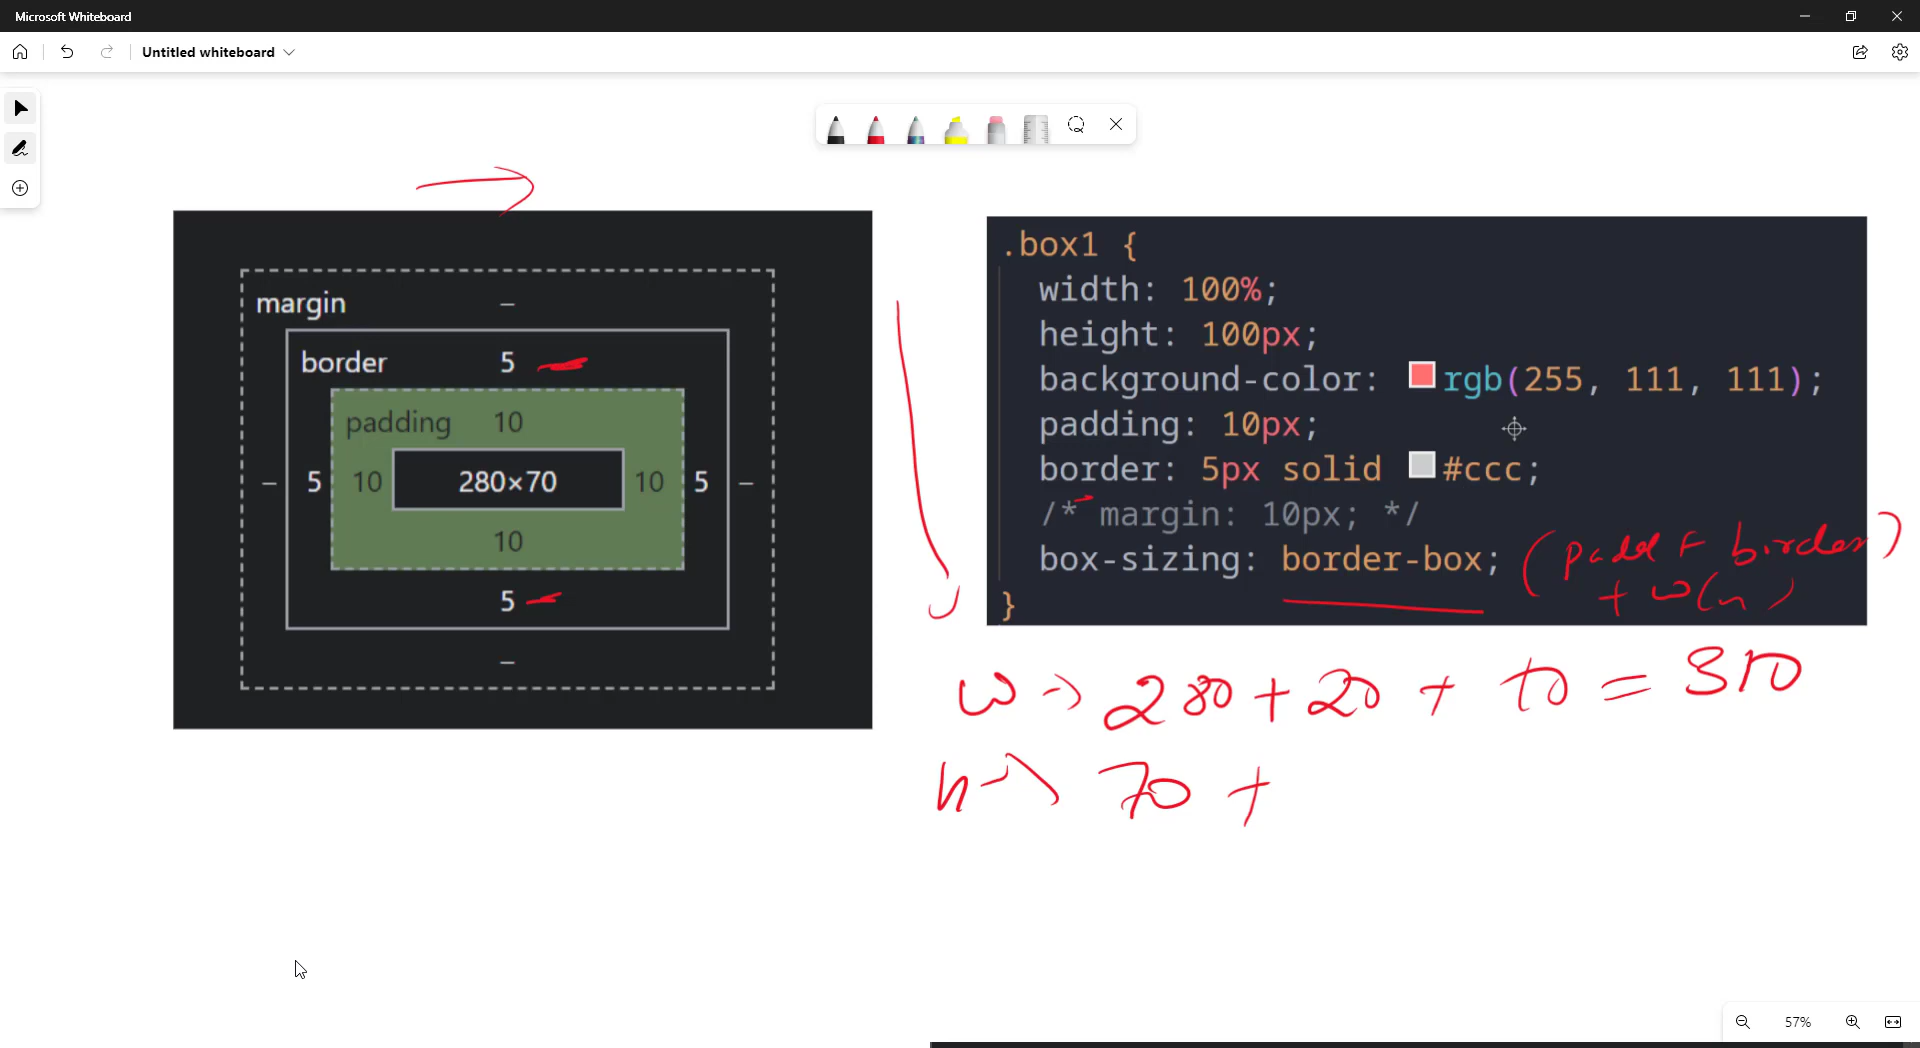 Microsoft Whiteboard
Untitled whiteboard
margin –
border 5
padding 10
– 5 10 280×70 10 5 –
10
5
–
.box1 {
width: 100%;
height: 100px;
background-color: rgb(255, 111, 111);
padding: 10px;
border: 5px solid #ccc;
/* margin: 10px; */
box-sizing: border-box; (padd + border)
+ w(h)
}
w → 280 + 20 + 10 = 310
h → 70 +
57%